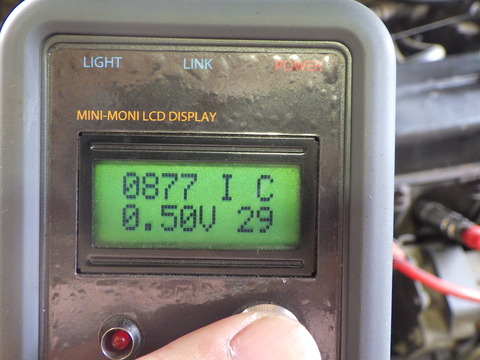 LIGHT LINK POWER
MINI-MONI LCD DISPLAY
0877 I C
0.50V 29